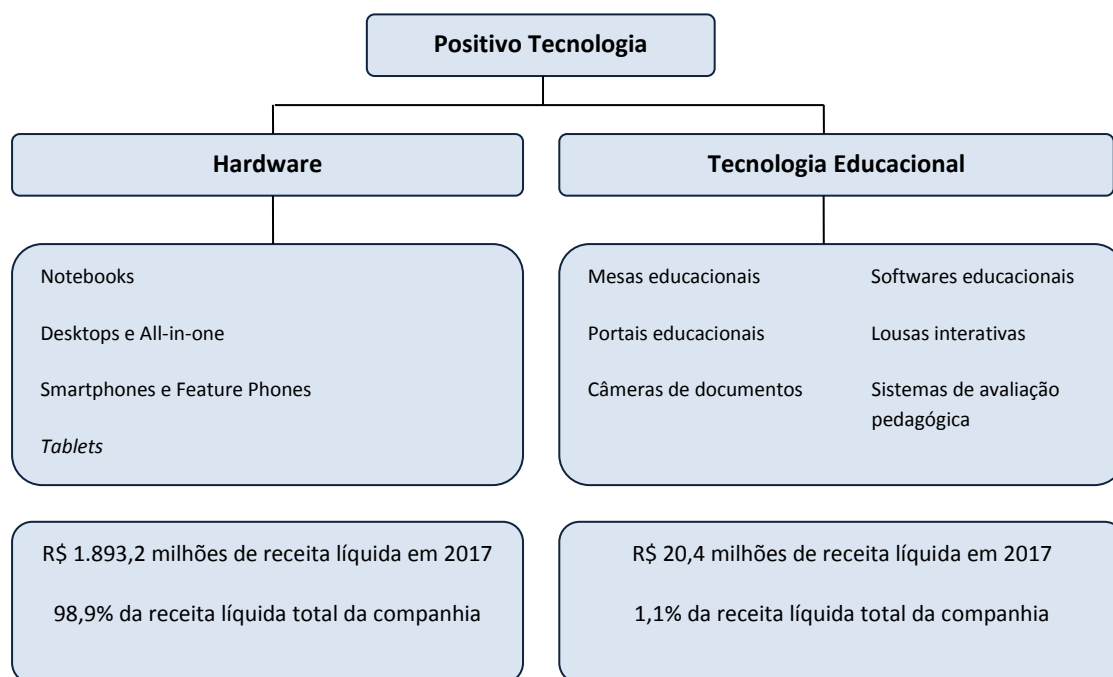 Positivo Tecnologia
Hardware
Tecnologia Educacional
Notebooks
Desktops e All-in-one
Smartphones e Feature Phones
Tablets
Mesas educacionais
Portais educacionais
Câmeras de documentos
Softwares educacionais
Lousas interativas
Sistemas de avaliação
pedagógica
R$ 1.893,2 milhões de receita líquida em 2017
98,9% da receita líquida total da companhia
R$ 20,4 milhões de receita líquida em 2017
1,1% da receita líquida total da companhia